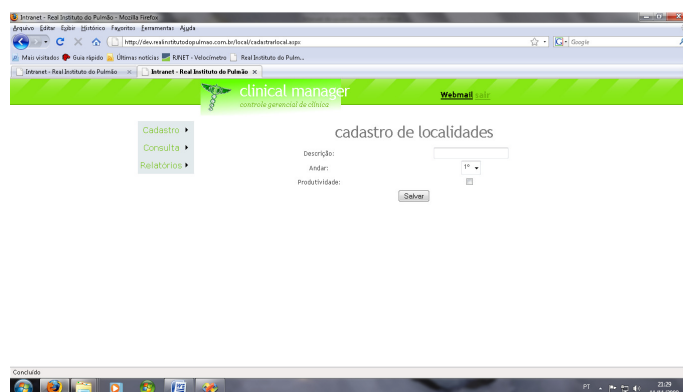 Intranet - Real Instituto do Pulmão - Mozilla Firefox
Arquivo Editar Exibir Histórico Favoritos Ferramentas Ajuda
http://dev.realinstitutodopulmao.com.br/local/cadastrarlocal.aspx
Google
Mais visitados Guia rápido Últimas notícias RJNET - Velocímetro Real Instituto do Pulm...
Intranet - Real Instituto do Pulmão Intranet - Real Instituto do Pulmão
clinical manager
controle gerencial de clínica
Webmail sair
Cadastro
Consulta
Relatórios
cadastro de localidades
Descrição:
Andar: 1º
Produtividade:
Salvar
Concluído
PT 21:29